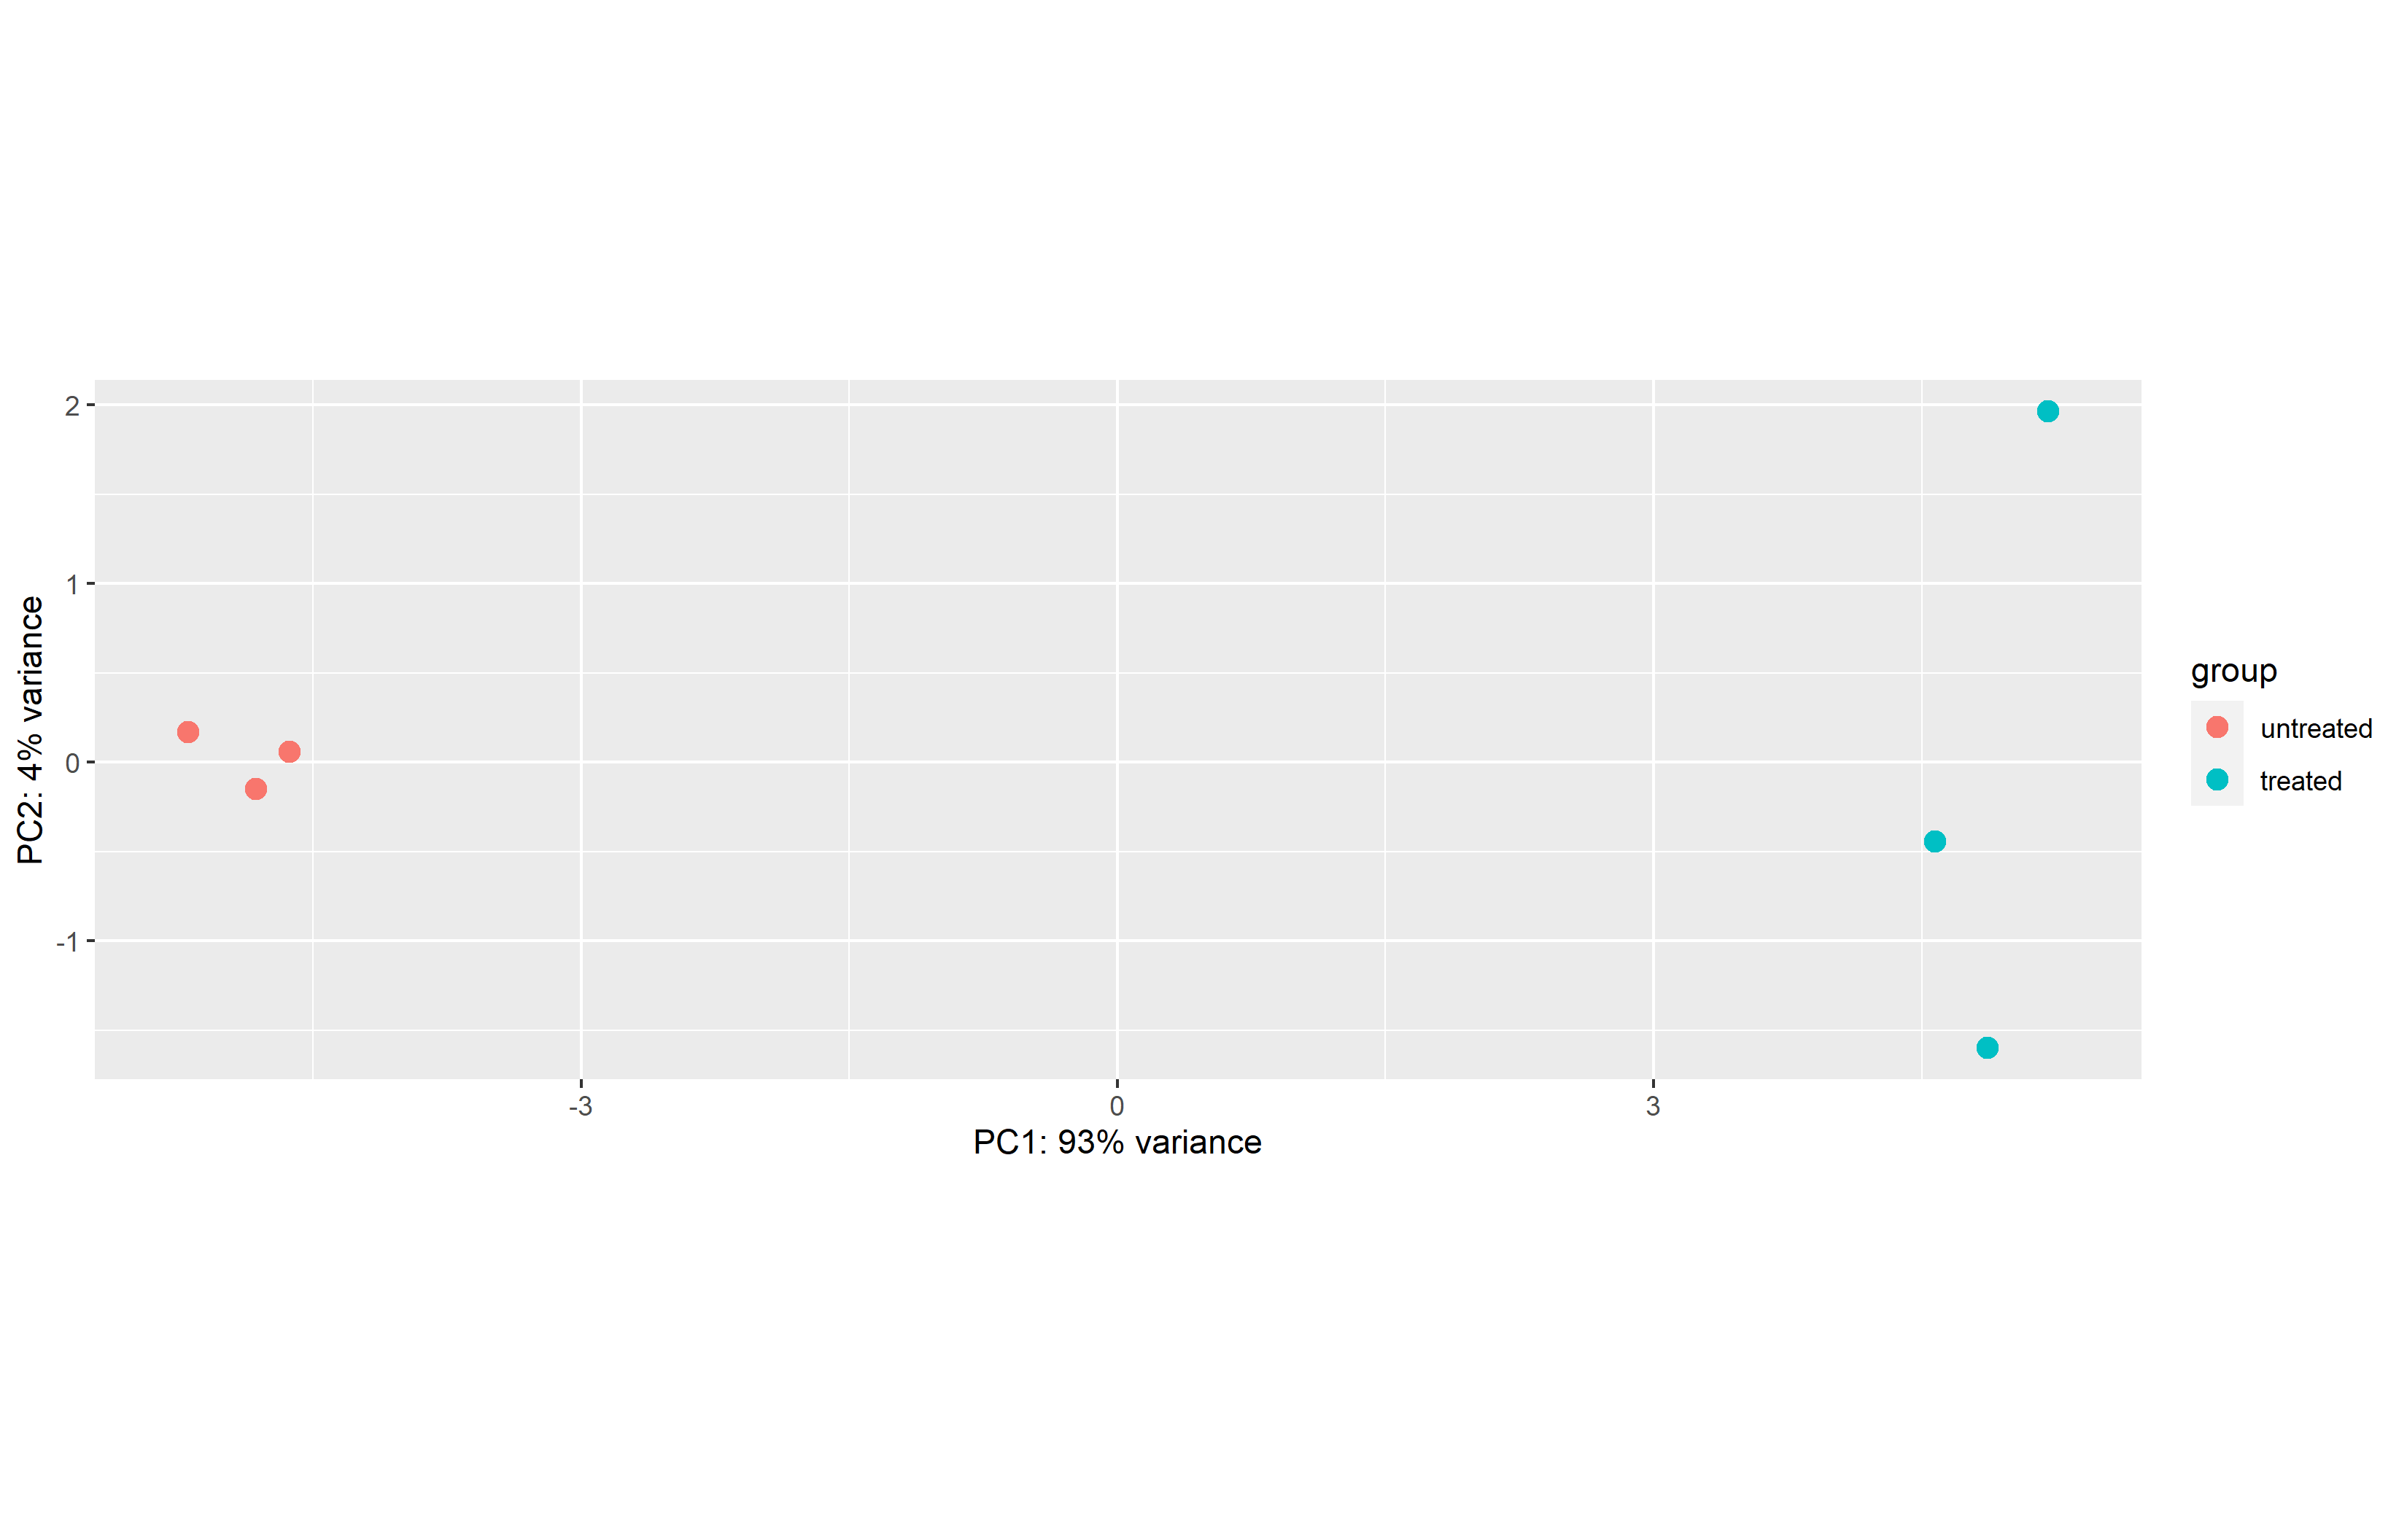 2
1
0
-1
PC2: 4% variance
-3
0
3
PC1: 93% variance
group
untreated
treated